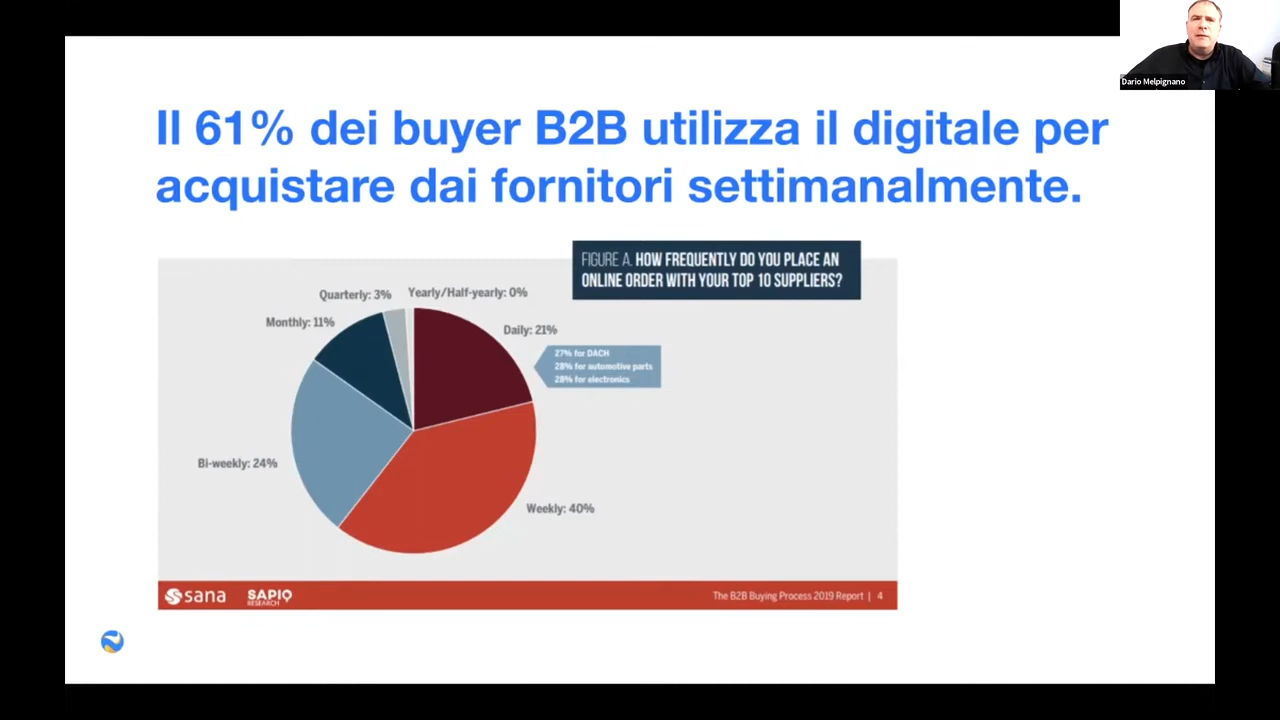 Dario Melpignano
Il 61% dei buyer B2B utilizza il digitale per
acquistare dai fornitori settimanalmente.
FIGURE A. HOW FREQUENTLY DO YOU PLACE AN
ONLINE ORDER WITH YOUR TOP 10 SUPPLIERS?
Quarterly: 3%
Yearly/Half-yearly: 0%
Monthly: 11%
Daily: 21%
27% for DACH
28% for automotive parts
28% for electronics
Bi-weekly: 24%
Weekly: 40%
sana
SAPIO
RESEARCH
The B2B Buying Process 2019 Report | 4